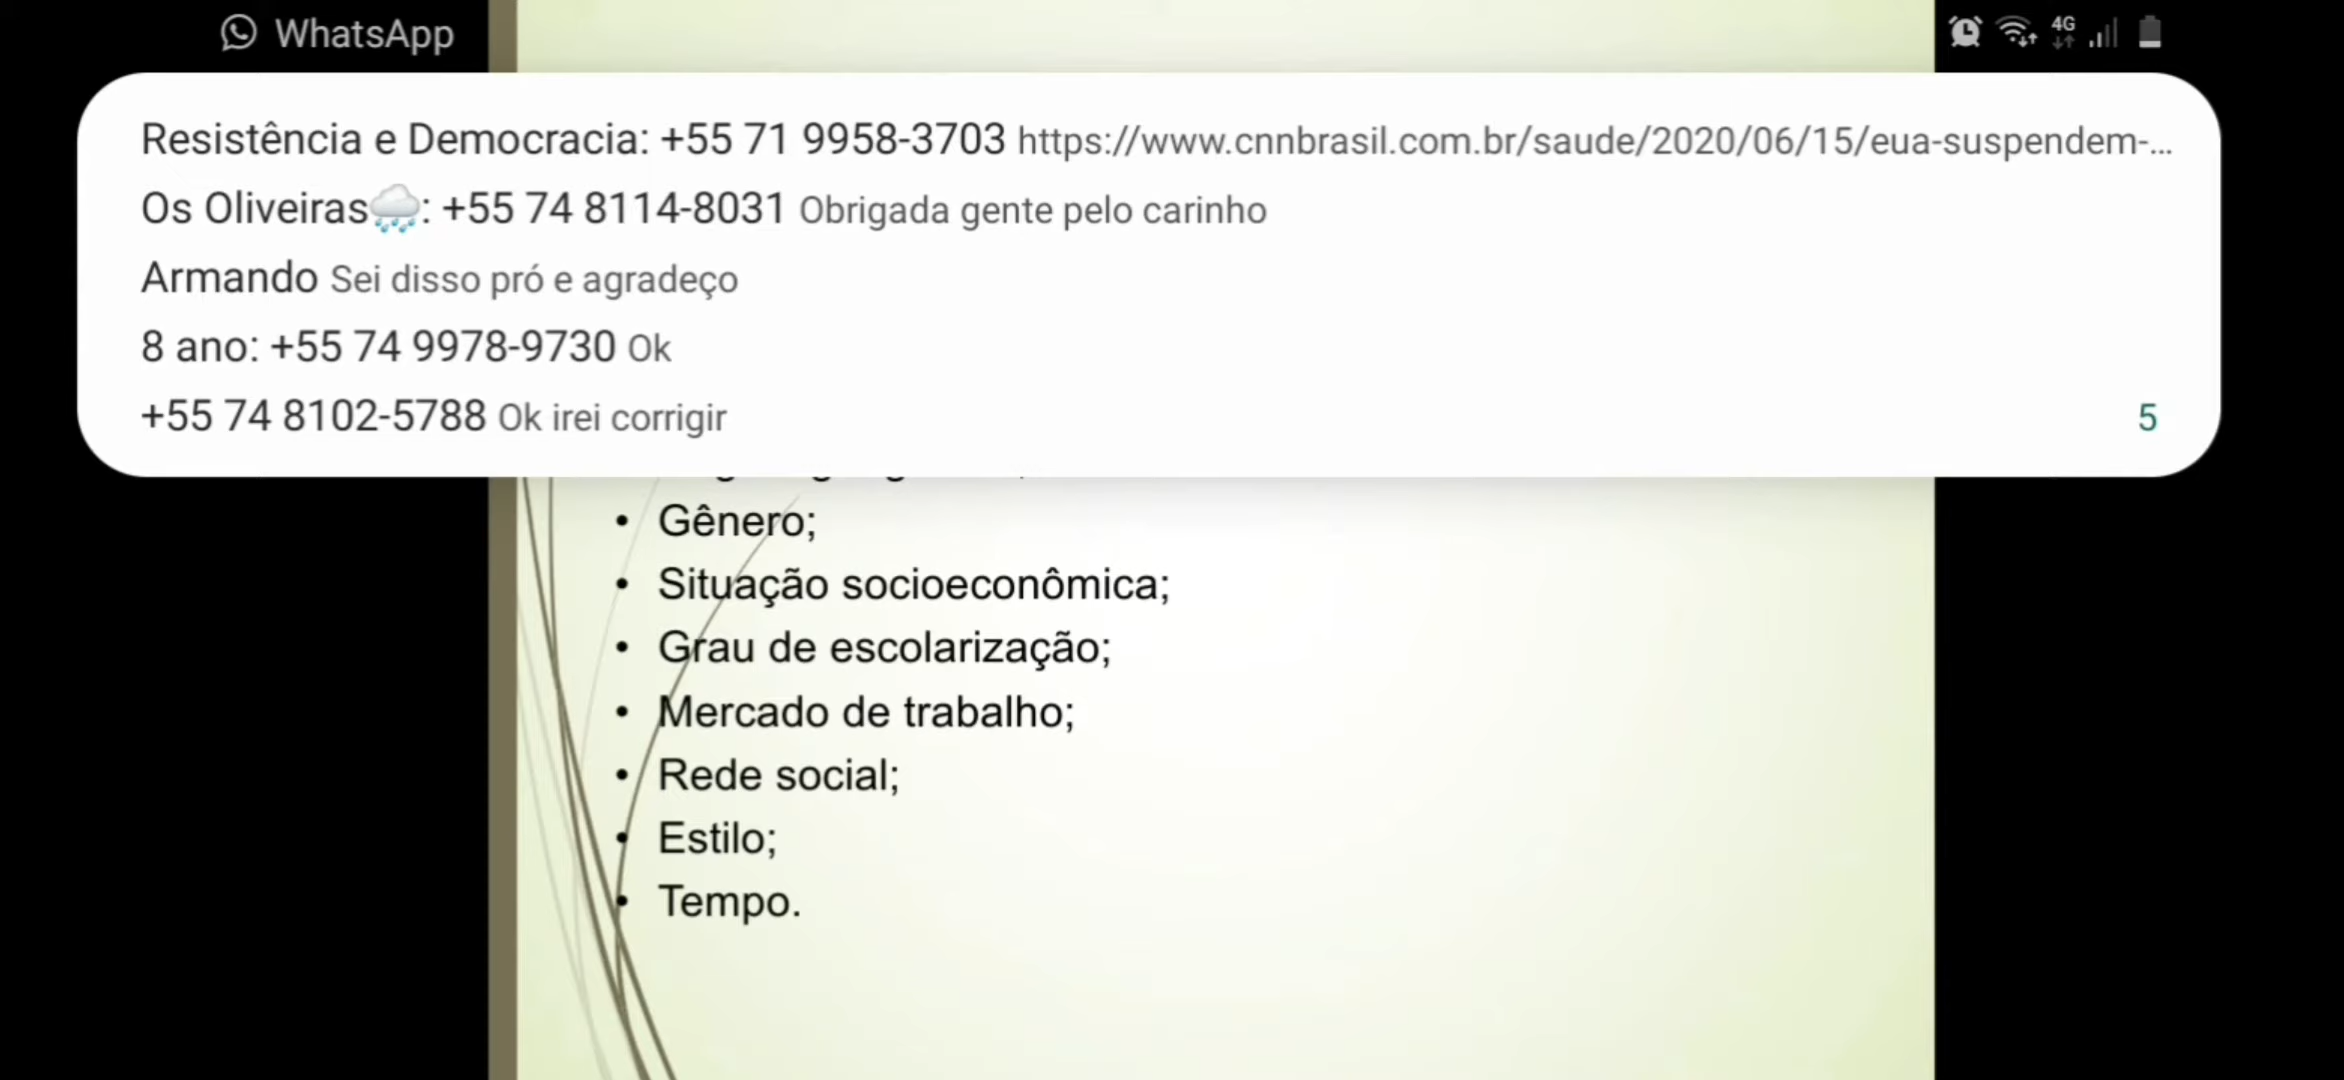 WhatsApp
4G
Resistência e Democracia: +55 71 9958-3703 https://www.cnnbrasil.com.br/saude/2020/06/15/eua-suspendem-...
Os Oliveiras🌧️: +55 74 8114-8031 Obrigada gente pelo carinho
Armando Sei disso pró e agradeço
8 ano: +55 74 9978-9730 Ok
+55 74 8102-5788 Ok irei corrigir 5
• Gênero;
• Situação socioeconômica;
• Grau de escolarização;
• Mercado de trabalho;
• Rede social;
• Estilo;
• Tempo.